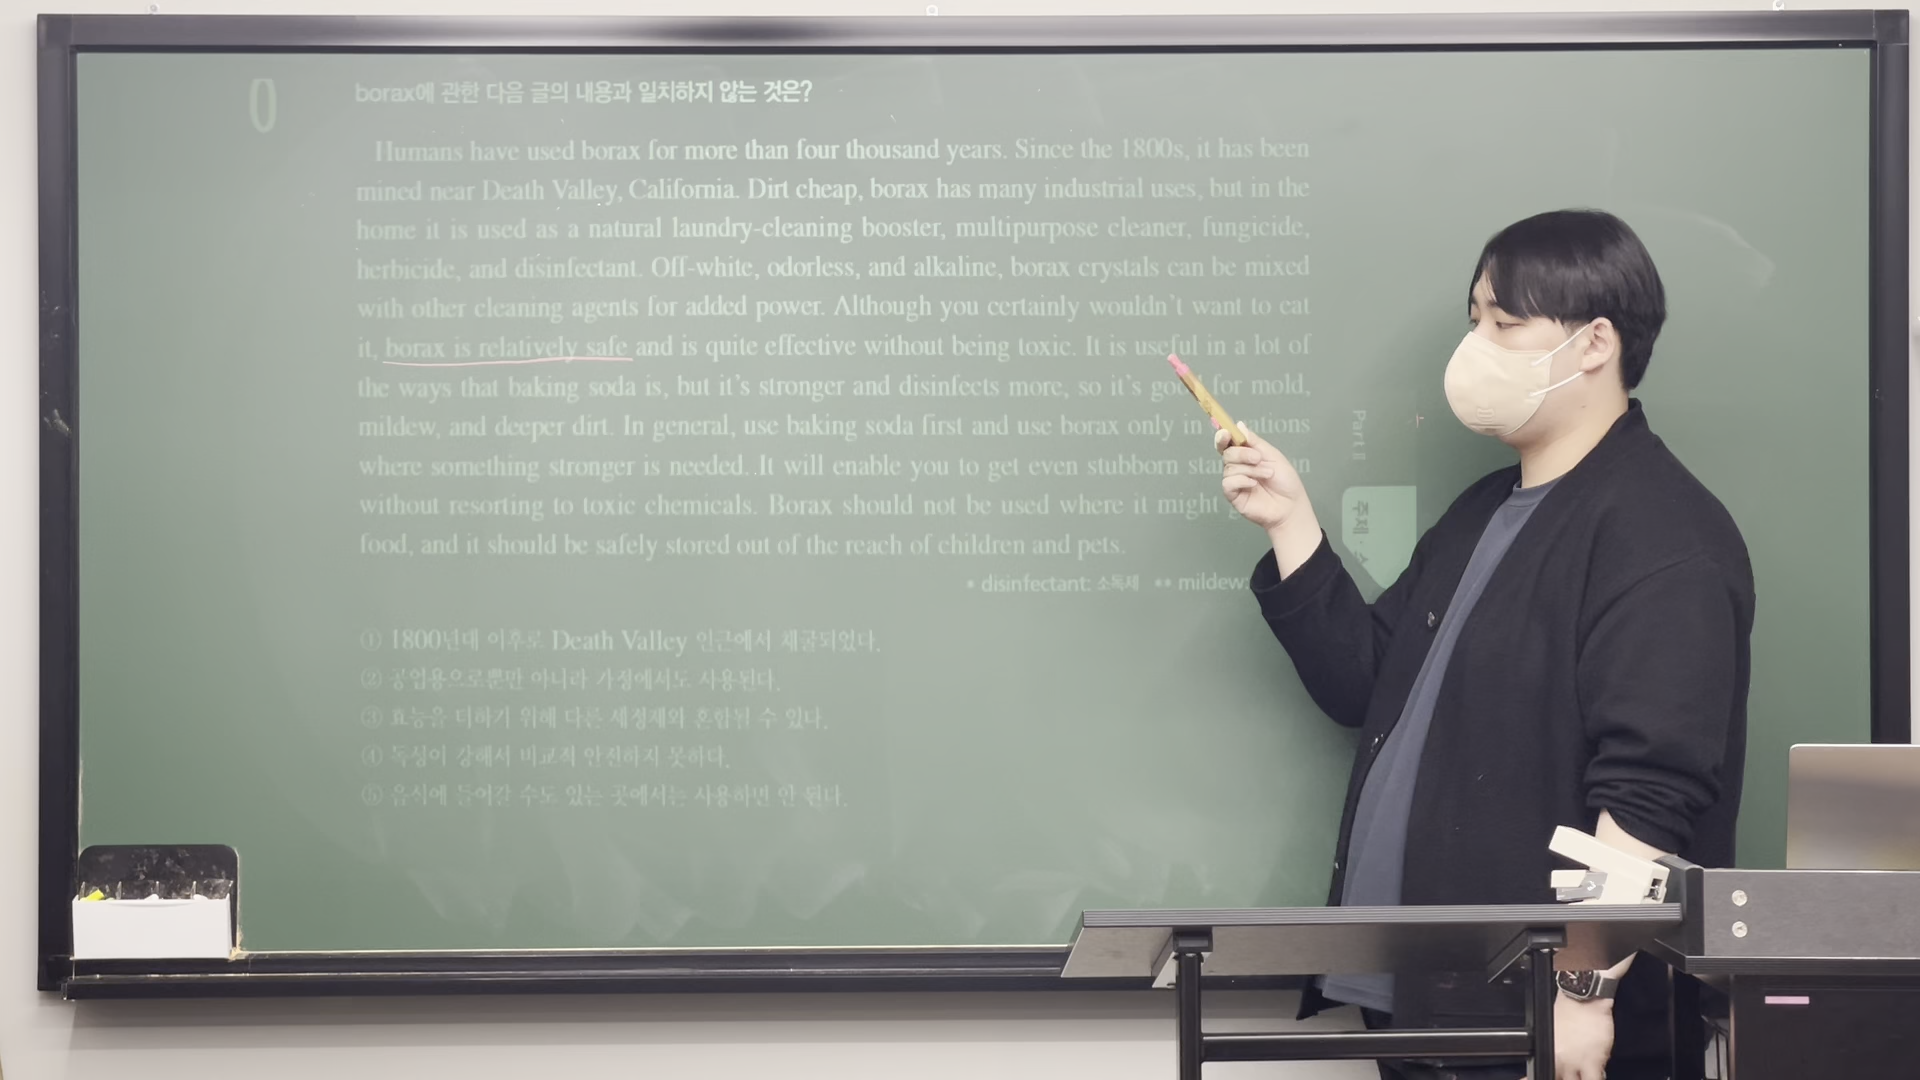 0
borax에 관한 다음 글의 내용과 일치하지 않는 것은?
Humans have used borax for more than four thousand years. Since the 1800s, it has been
mined near Death Valley, California. Dirt cheap, borax has many industrial uses, but in the
home it is used as a natural laundry-cleaning booster, multipurpose cleaner, fungicide,
herbicide, and disinfectant. Off-white, odorless, and alkaline, borax crystals can be mixed
with other cleaning agents for added power. Although you certainly wouldn't want to eat
it, borax is relatively safe and is quite effective without being toxic. It is useful in a lot of
the ways that baking soda is, but it's stronger and disinfects more, so it's for mold,
mildew, and deeper dirt. In general, use baking soda first and use borax only in
where something stronger is needed. It will enable you to get even stubborn
without resorting to toxic chemicals. Borax should not be used where it might
food, and it should be safely stored out of the reach of children and pets.
* disinfectant: 소독제 ** mildew:
① 1800년대 이후로 Death Valley 인근에서 채굴되었다.
② 공업용으로뿐만 아니라 가정에서도 사용된다.
③ 효능을 더하기 위해 다른 세정제와 혼합될 수 있다.
④ 독성이 강해서 비교적 안전하지 못하다.
⑤ 음식에 들어갈 수도 있는 곳에서는 사용하면 안 된다.
Part II
주제